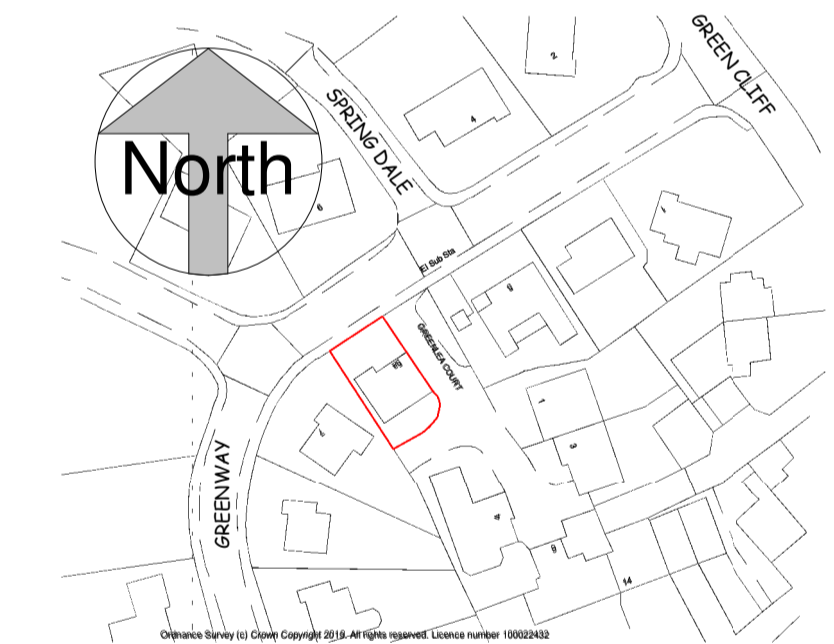 GREEN CLIFF
2
SPRING DALE
4
North
6
El Sub Sta
9
GREENLEA COURT
1
3
GREENWAY
4
14
Ordnance Survey (c) Crown Copyright 2019. All rights reserved. Licence number 100022432